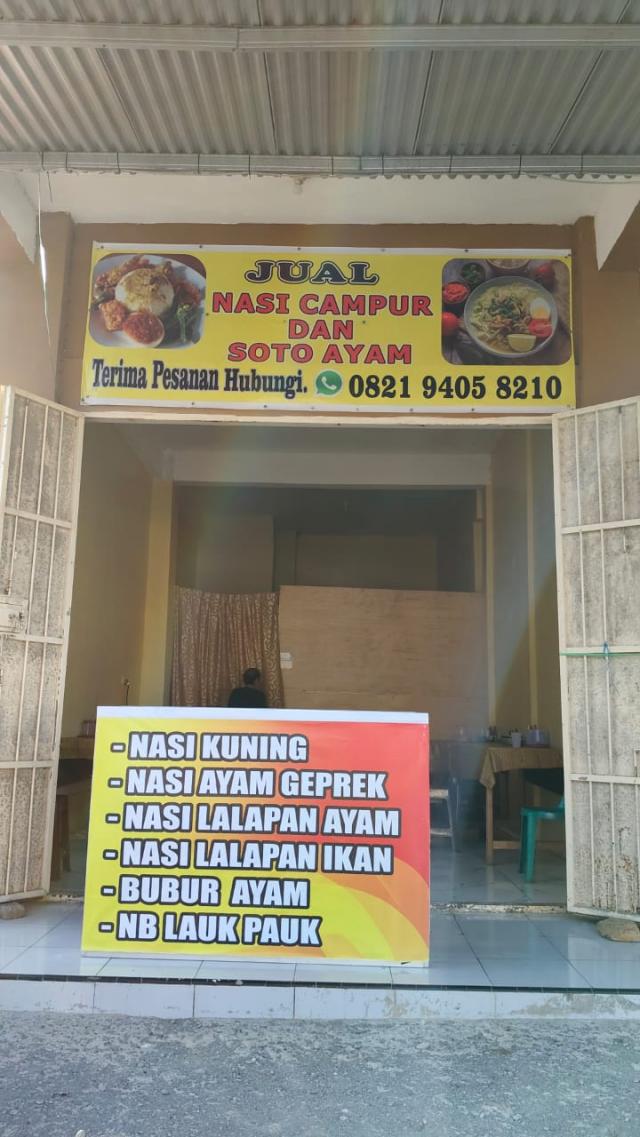 JUAL
NASI CAMPUR
DAN
SOTO AYAM
Terima Pesanan Hubungi. 0821 9405 8210
- NASI KUNING
- NASI AYAM GEPREK
- NASI LALAPAN AYAM
- NASI LALAPAN IKAN
- BUBUR AYAM
- NB LAUK PAUK